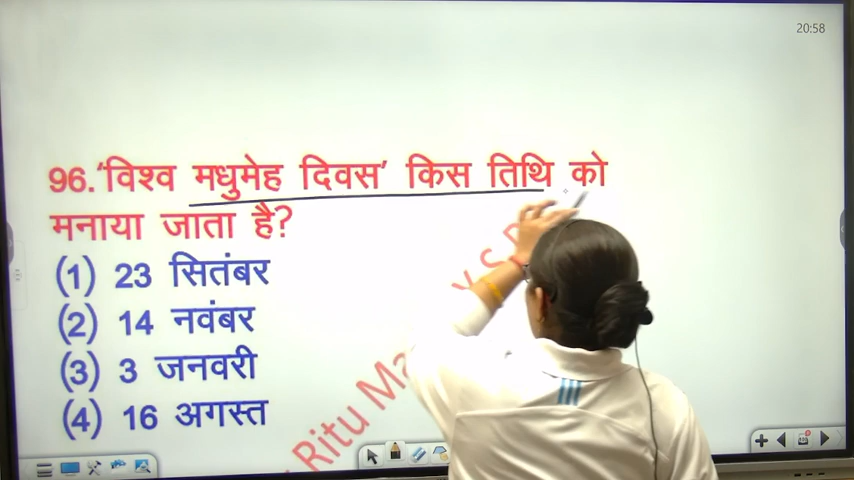 20:58
96.'विश्व मधुमेह दिवस' किस तिथि को
मनाया जाता है?
(1) 23 सितंबर
(2) 14 नवंबर
(3) 3 जनवरी
(4) 16 अगस्त
Ritu